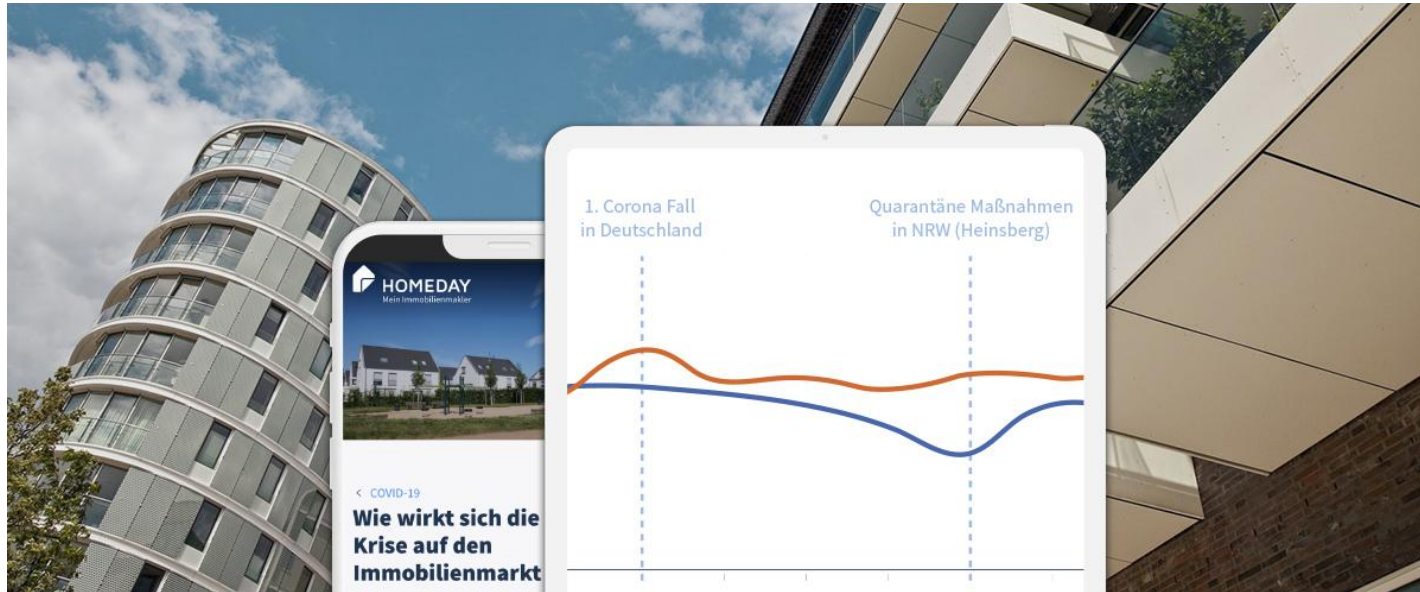 HOMEDAY
Mein Immobilienmakler
< COVID-19
Wie wirkt sich die
Krise auf den
Immobilienmarkt
1. Corona Fall
in Deutschland
Quarantäne Maßnahmen
in NRW (Heinsberg)